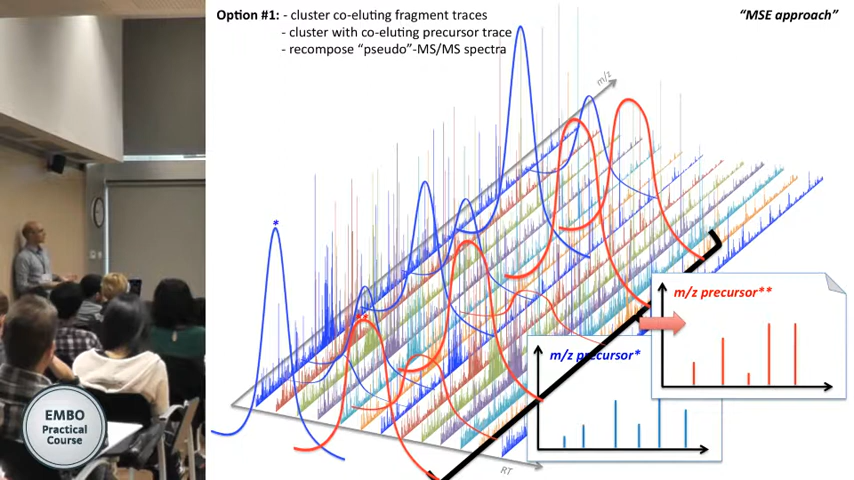 Option #1: - cluster co-eluting fragment traces
- cluster with co-eluting precursor trace
- recompose “pseudo”-MS/MS spectra
“MSE approach”
m/z
*
**
m/z precursor**
m/z precursor*
RT
EMBO
Practical
Course